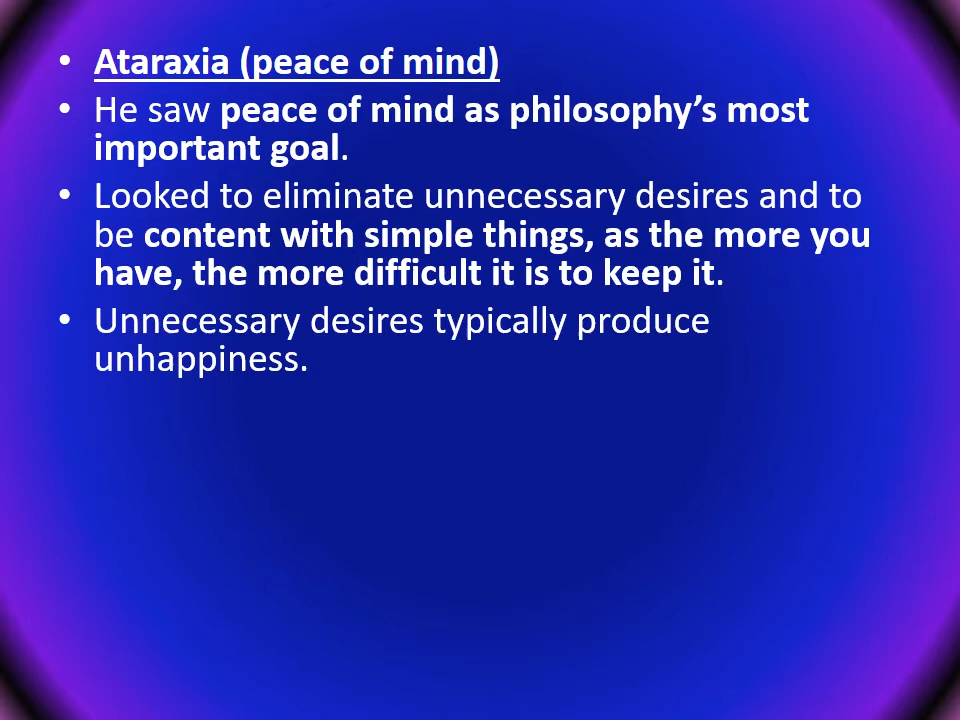 • Ataraxia (peace of mind)
• He saw peace of mind as philosophy’s most
important goal.
• Looked to eliminate unnecessary desires and to
be content with simple things, as the more you
have, the more difficult it is to keep it.
• Unnecessary desires typically produce
unhappiness.